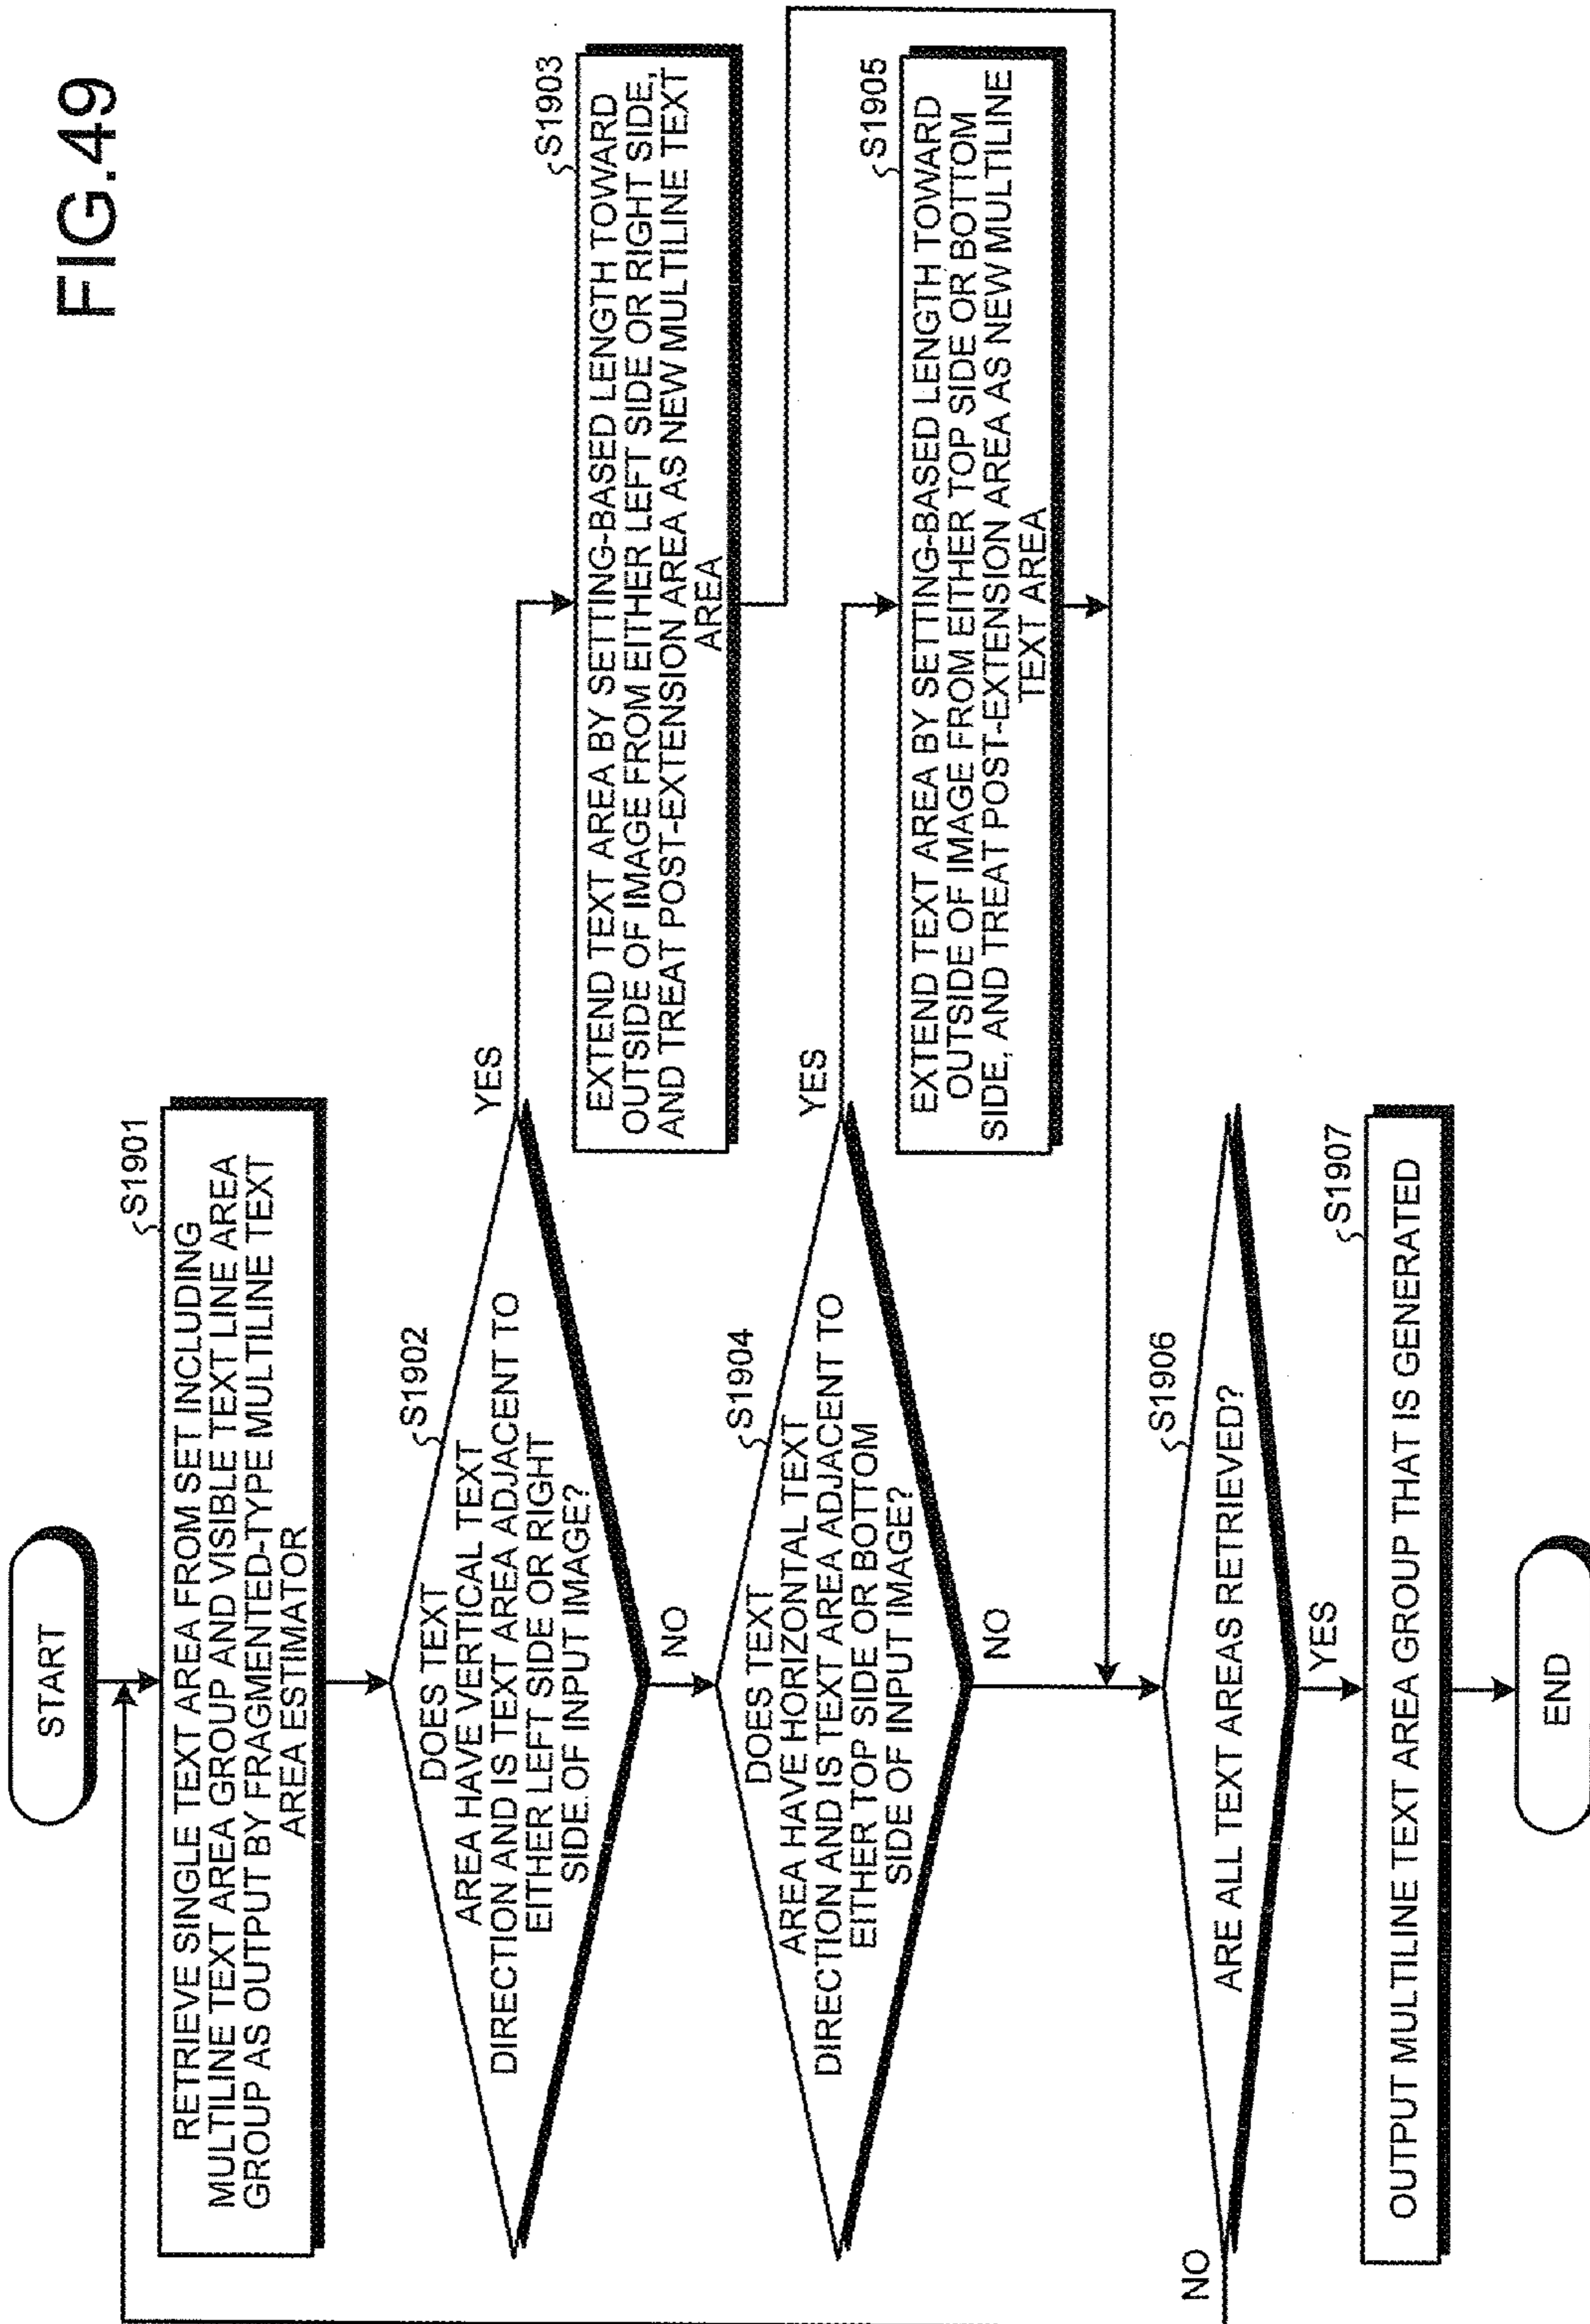 FIG.49
START
S1901
RETRIEVE SINGLE TEXT AREA FROM SET INCLUDING
MULTILINE TEXT AREA GROUP AND VISIBLE TEXT LINE AREA
GROUP AS OUTPUT BY FRAGMENTED-TYPE MULTILINE TEXT
AREA ESTIMATOR
S1902
DOES TEXT
AREA HAVE VERTICAL TEXT
DIRECTION AND IS TEXT AREA ADJACENT TO
EITHER LEFT SIDE OR RIGHT
SIDE OF INPUT IMAGE?
YES
NO
S1903
EXTEND TEXT AREA BY SETTING-BASED LENGTH TOWARD
OUTSIDE OF IMAGE FROM EITHER LEFT SIDE OR RIGHT SIDE,
AND TREAT POST-EXTENSION AREA AS NEW MULTILINE TEXT
AREA
S1904
DOES TEXT
AREA HAVE HORIZONTAL TEXT
DIRECTION AND IS TEXT AREA ADJACENT TO
EITHER TOP SIDE OR BOTTOM
SIDE OF INPUT IMAGE?
YES
NO
S1905
EXTEND TEXT AREA BY SETTING-BASED LENGTH TOWARD
OUTSIDE OF IMAGE FROM EITHER TOP SIDE OR BOTTOM
SIDE, AND TREAT POST-EXTENSION AREA AS NEW MULTILINE
TEXT AREA
S1906
ARE ALL TEXT AREAS RETRIEVED?
NO
YES
S1907
OUTPUT MULTILINE TEXT AREA GROUP THAT IS GENERATED
END